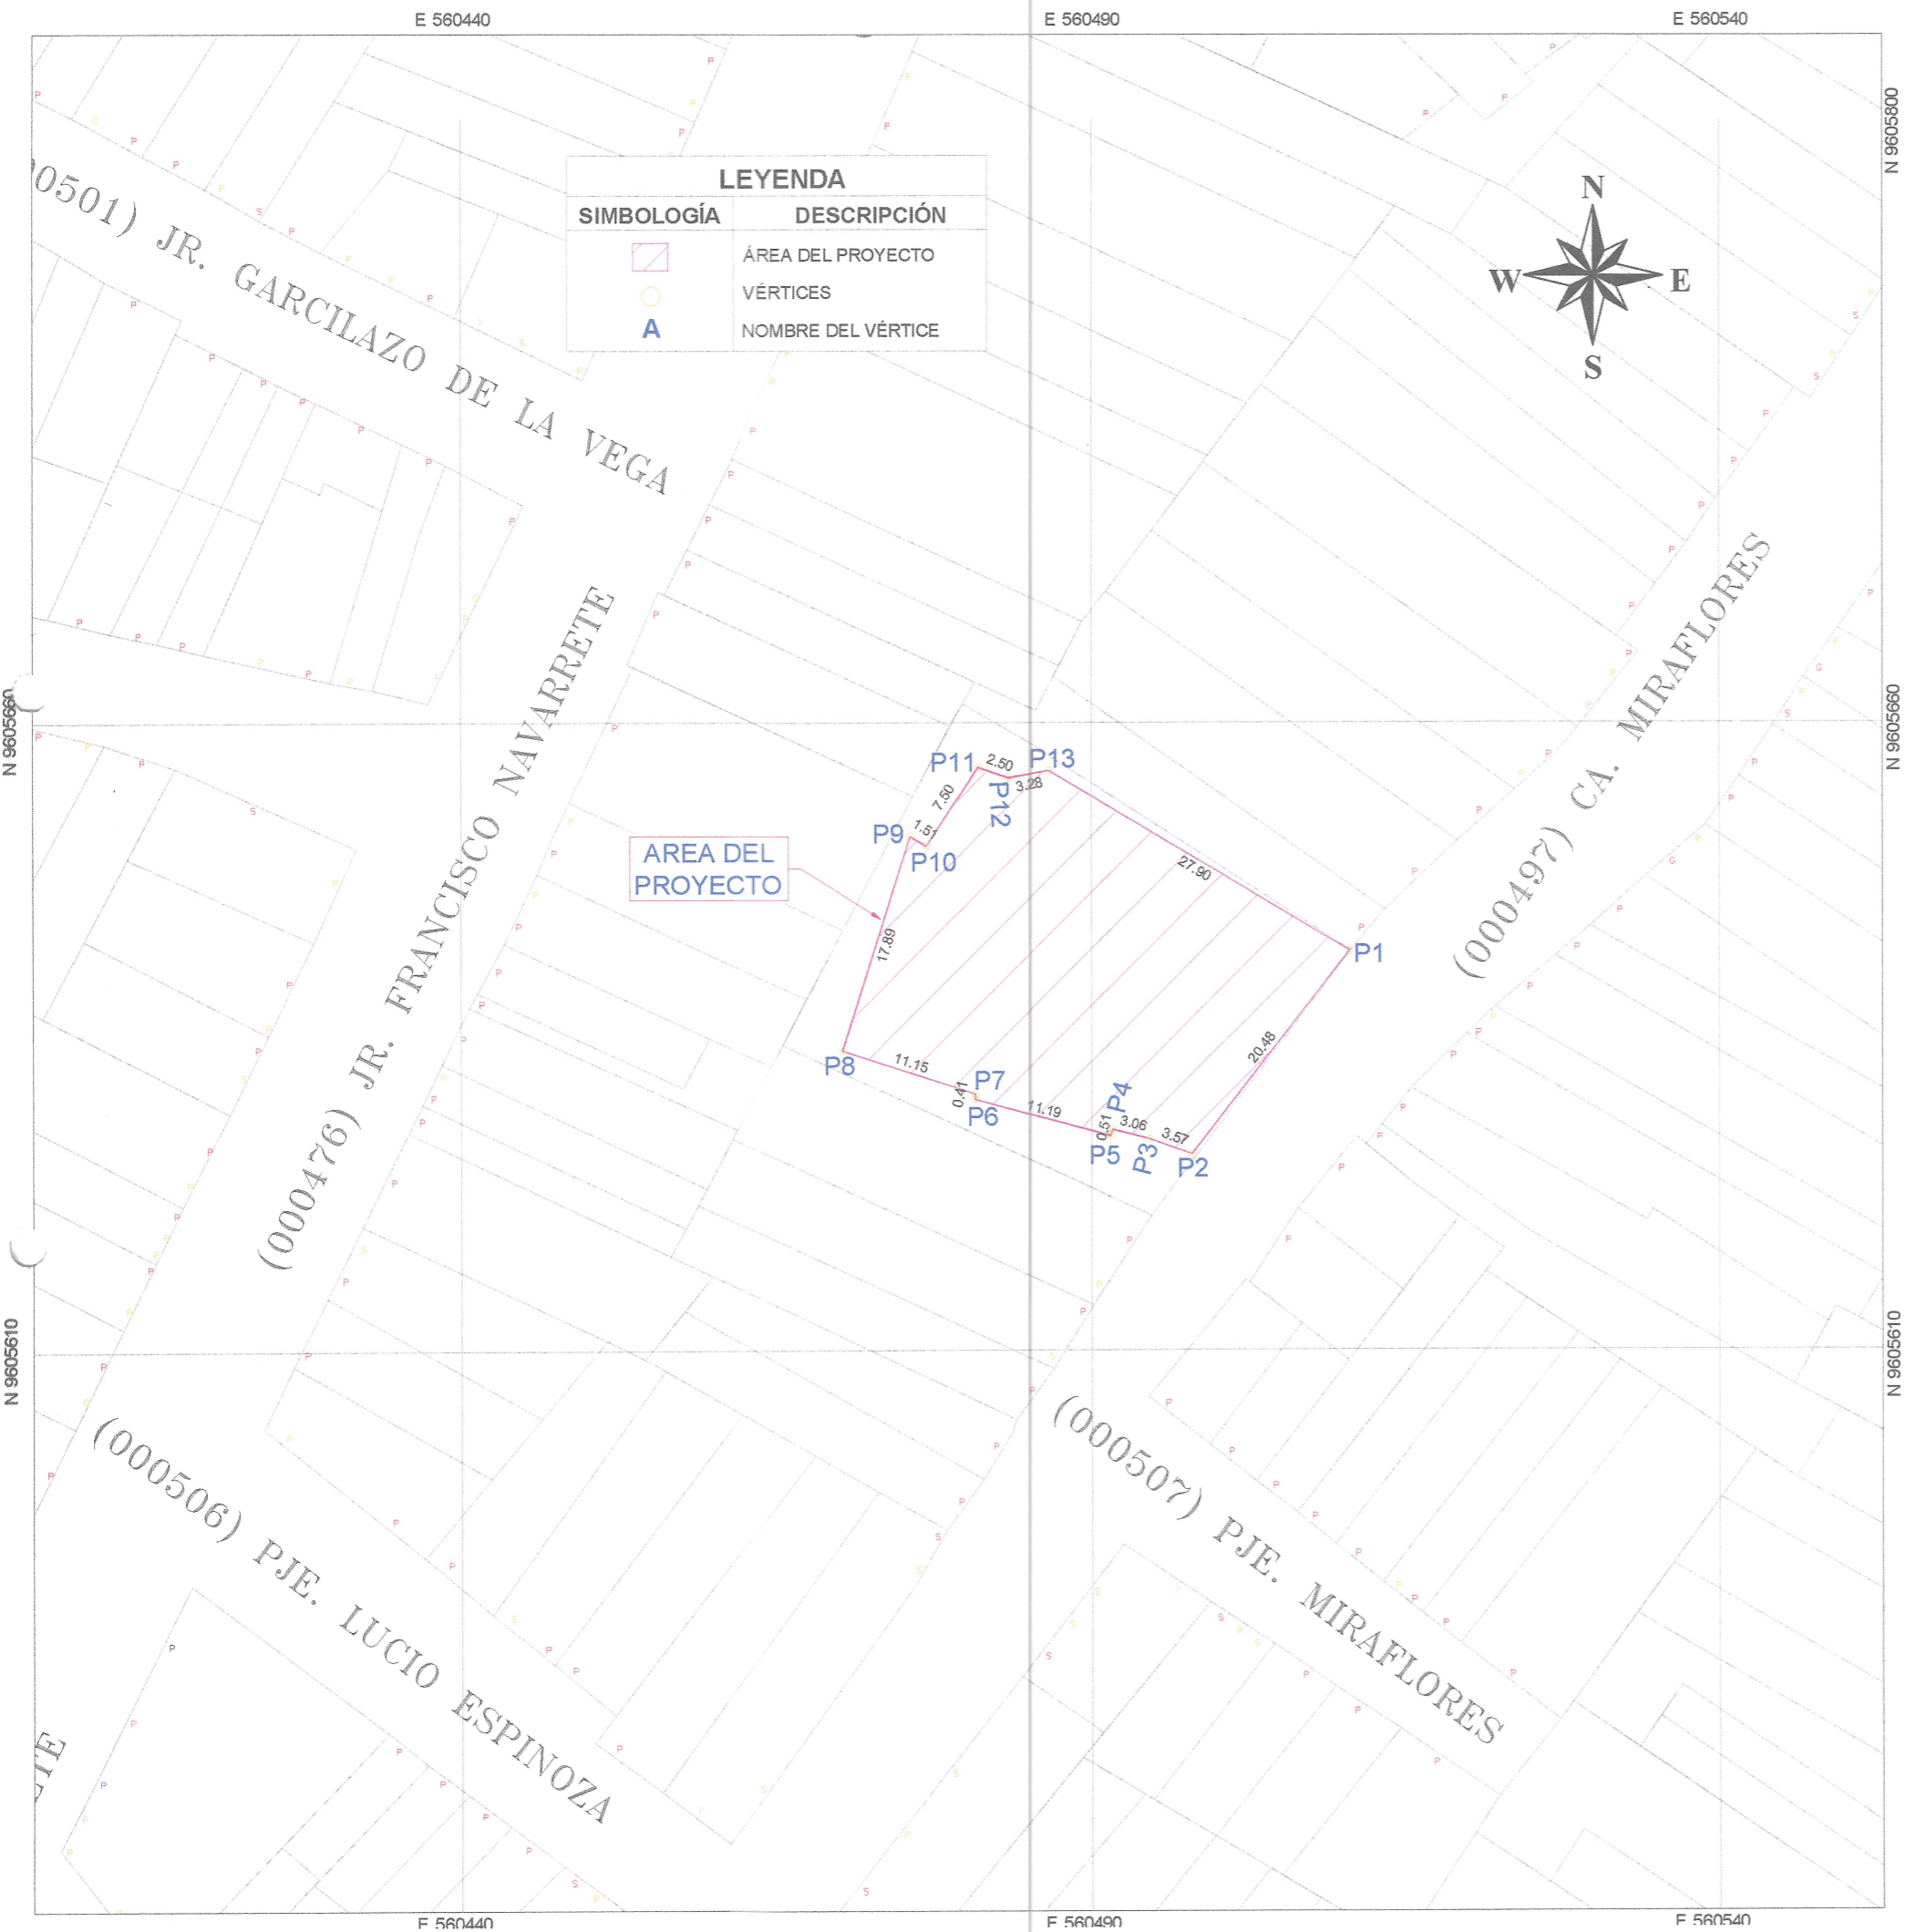 E 560440
E 560490
E 560540
N 9605800
LEYENDA
SIMBOLOGÍA
DESCRIPCIÓN
ÁREA DEL PROYECTO
VÉRTICES
A
NOMBRE DEL VÉRTICE
N
W
E
S
0501) JR. GARCILAZO DE LA VEGA
(000476) JR. FRANCISCO NAVARRETE
(000497) CA. MIRAFLORES
N 9605660
N 9605660
P11
2.50
P13
3.28
P12
7.50
P9
1.51
P10
AREA DEL
PROYECTO
27.90
17.89
P1
20.48
P8
11.15
P7
0.41
P6
11.19
P4
0.51
3.06
3.57
P5
P3
P2
N 9605610
N 9605610
(000506) PJE. LUCIO ESPINOZA
(000507) PJE. MIRAFLORES
ETE
E 560440
E 560490
E 560540